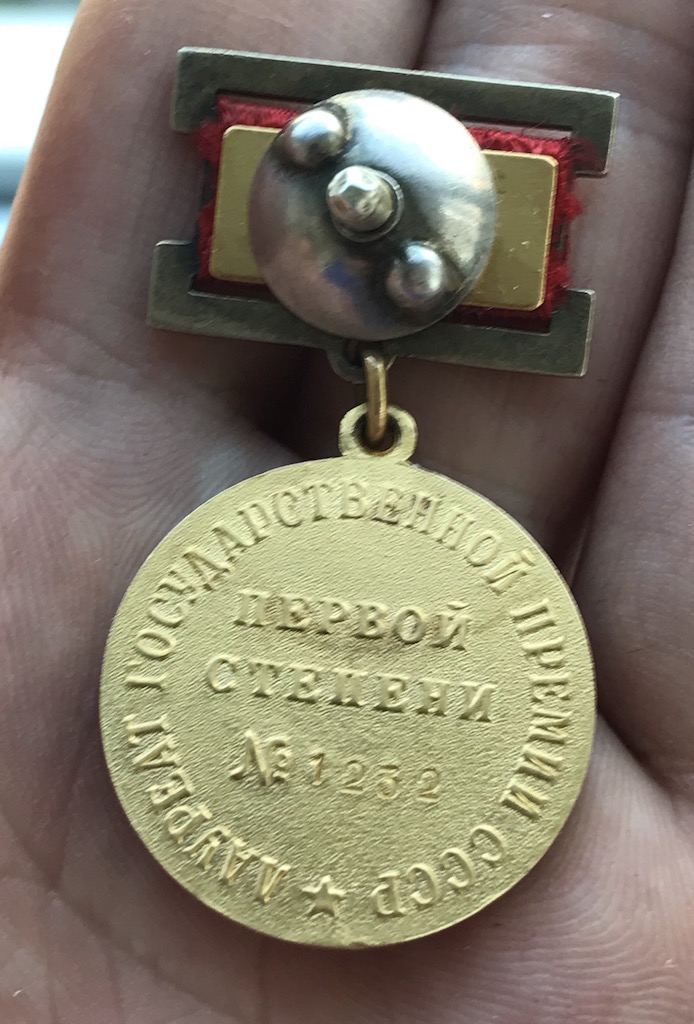 ЛАУРЕАТ ГОСУДАРСТВЕННОЙ ПРЕМИИ СССР
ПЕРВОЙ
СТЕПЕНИ
№ 1232